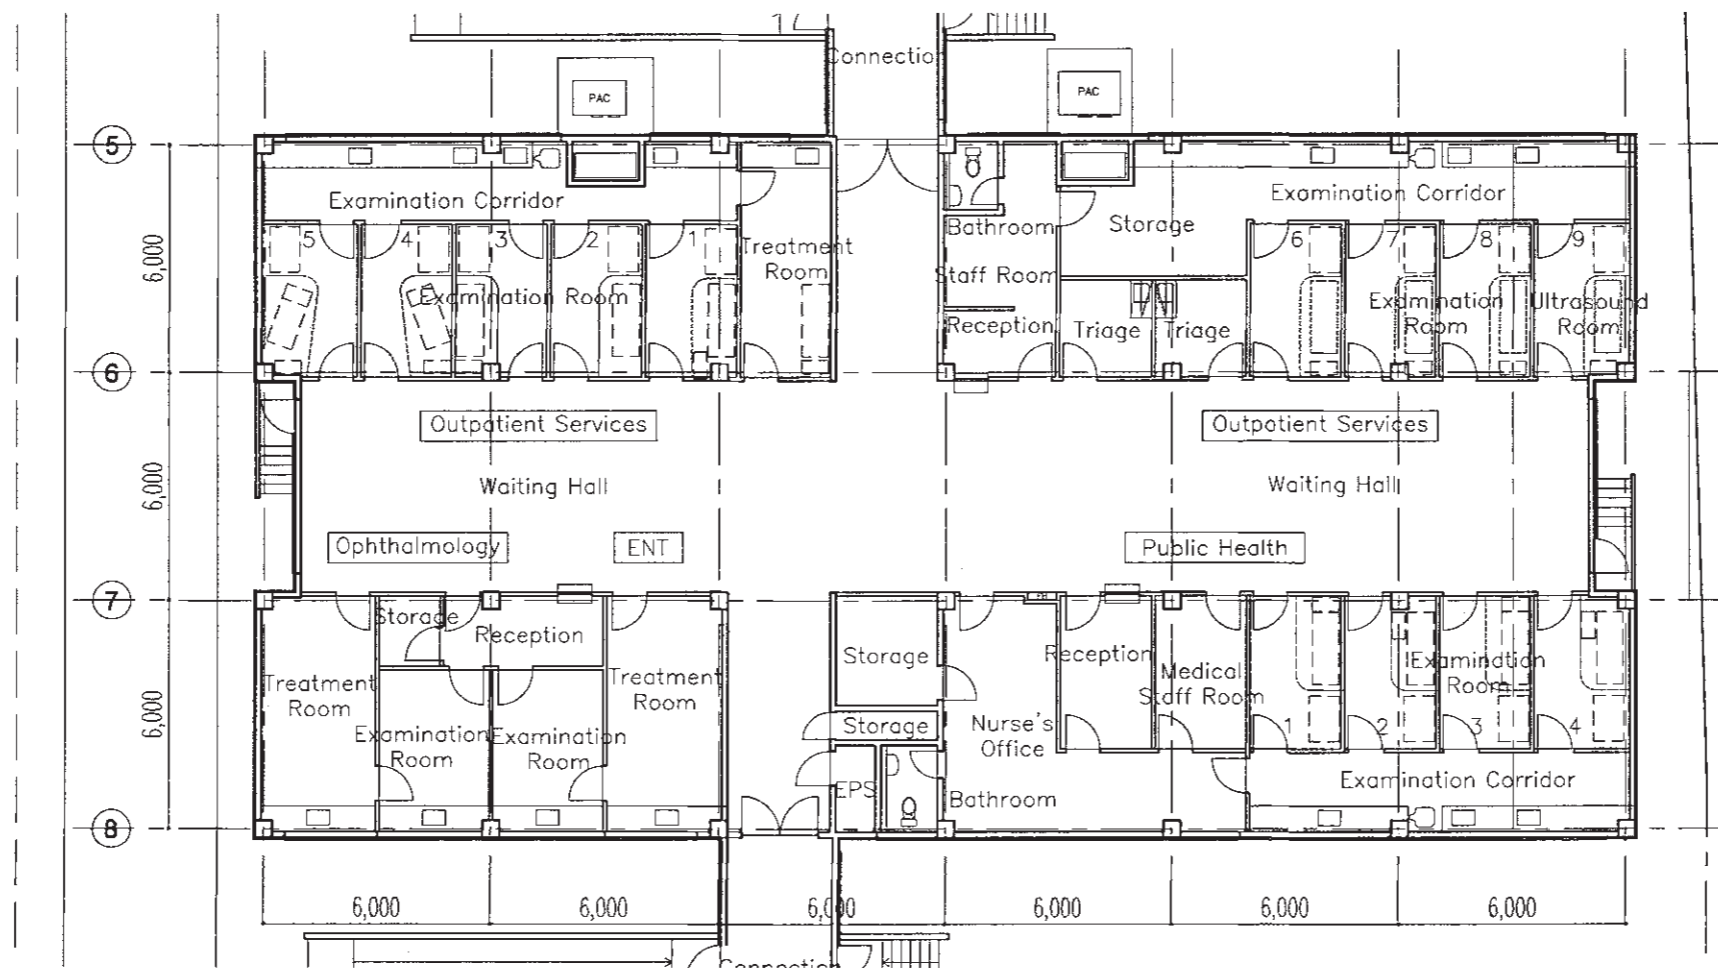 Connectio
PAC
PAC
5
Examination Corridor
Examination Corridor
Storage
Bathroom
5
4
3
2
1
Treatment
Room
6
7
8
9
6,000
Staff Room
Examination Room
Examination
Room
Ultrasound
Room
Reception
Triage
Triage
6
Outpatient Services
Outpatient Services
6,000
Waiting Hall
Waiting Hall
Ophthalmology
ENT
Public Health
7
Storage
Reception
Storage
Reception
Medical
Staff Room
Examination
Room
Treatment
Room
Treatment
Room
6,000
Examination
Room
Examination
Room
Storage
Nurse's
Office
1
2
3
4
EPS
Bathroom
Examination Corridor
8
6,000
6,000
6,000
6,000
6,000
6,000
Connection